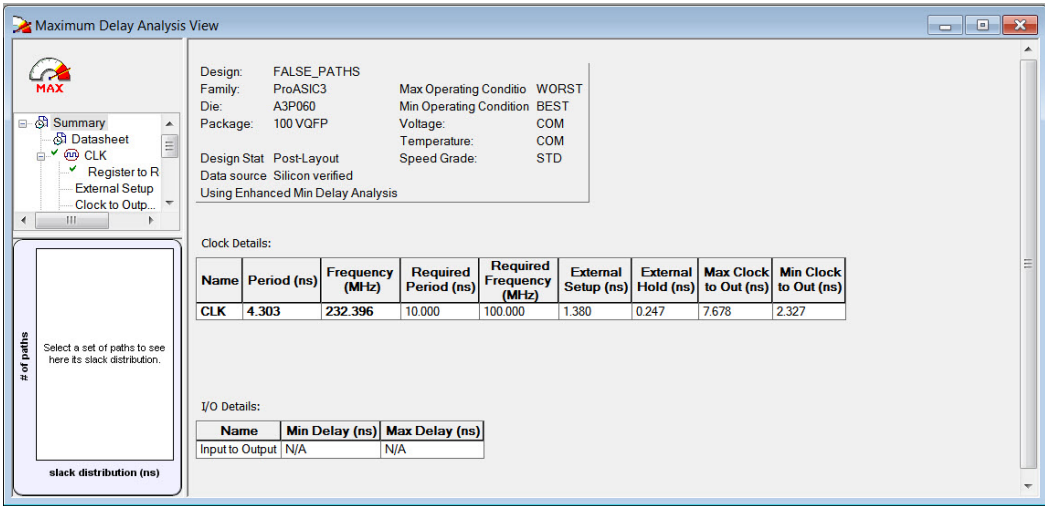 Maximum Delay Analysis View
MAX
Summary
Datasheet
CLK
Register to R
External Setup
Clock to Outp...
# of paths
Select a set of paths to see
here its slack distribution.
slack distribution (ns)
Design: FALSE_PATHS
Family: ProASIC3 Max Operating Conditio WORST
Die: A3P060 Min Operating Condition BEST
Package: 100 VQFP Voltage: COM
Temperature: COM
Design Stat Post-Layout Speed Grade: STD
Data source Silicon verified
Using Enhanced Min Delay Analysis
Clock Details:
Name Period (ns) Frequency (MHz) Required Period (ns) Required Frequency (MHz) External Setup (ns) External Hold (ns) Max Clock to Out (ns) Min Clock to Out (ns)
CLK 4.303 232.396 10.000 100.000 1.380 0.247 7.678 2.327
I/O Details:
Name Min Delay (ns) Max Delay (ns)
Input to Output N/A N/A